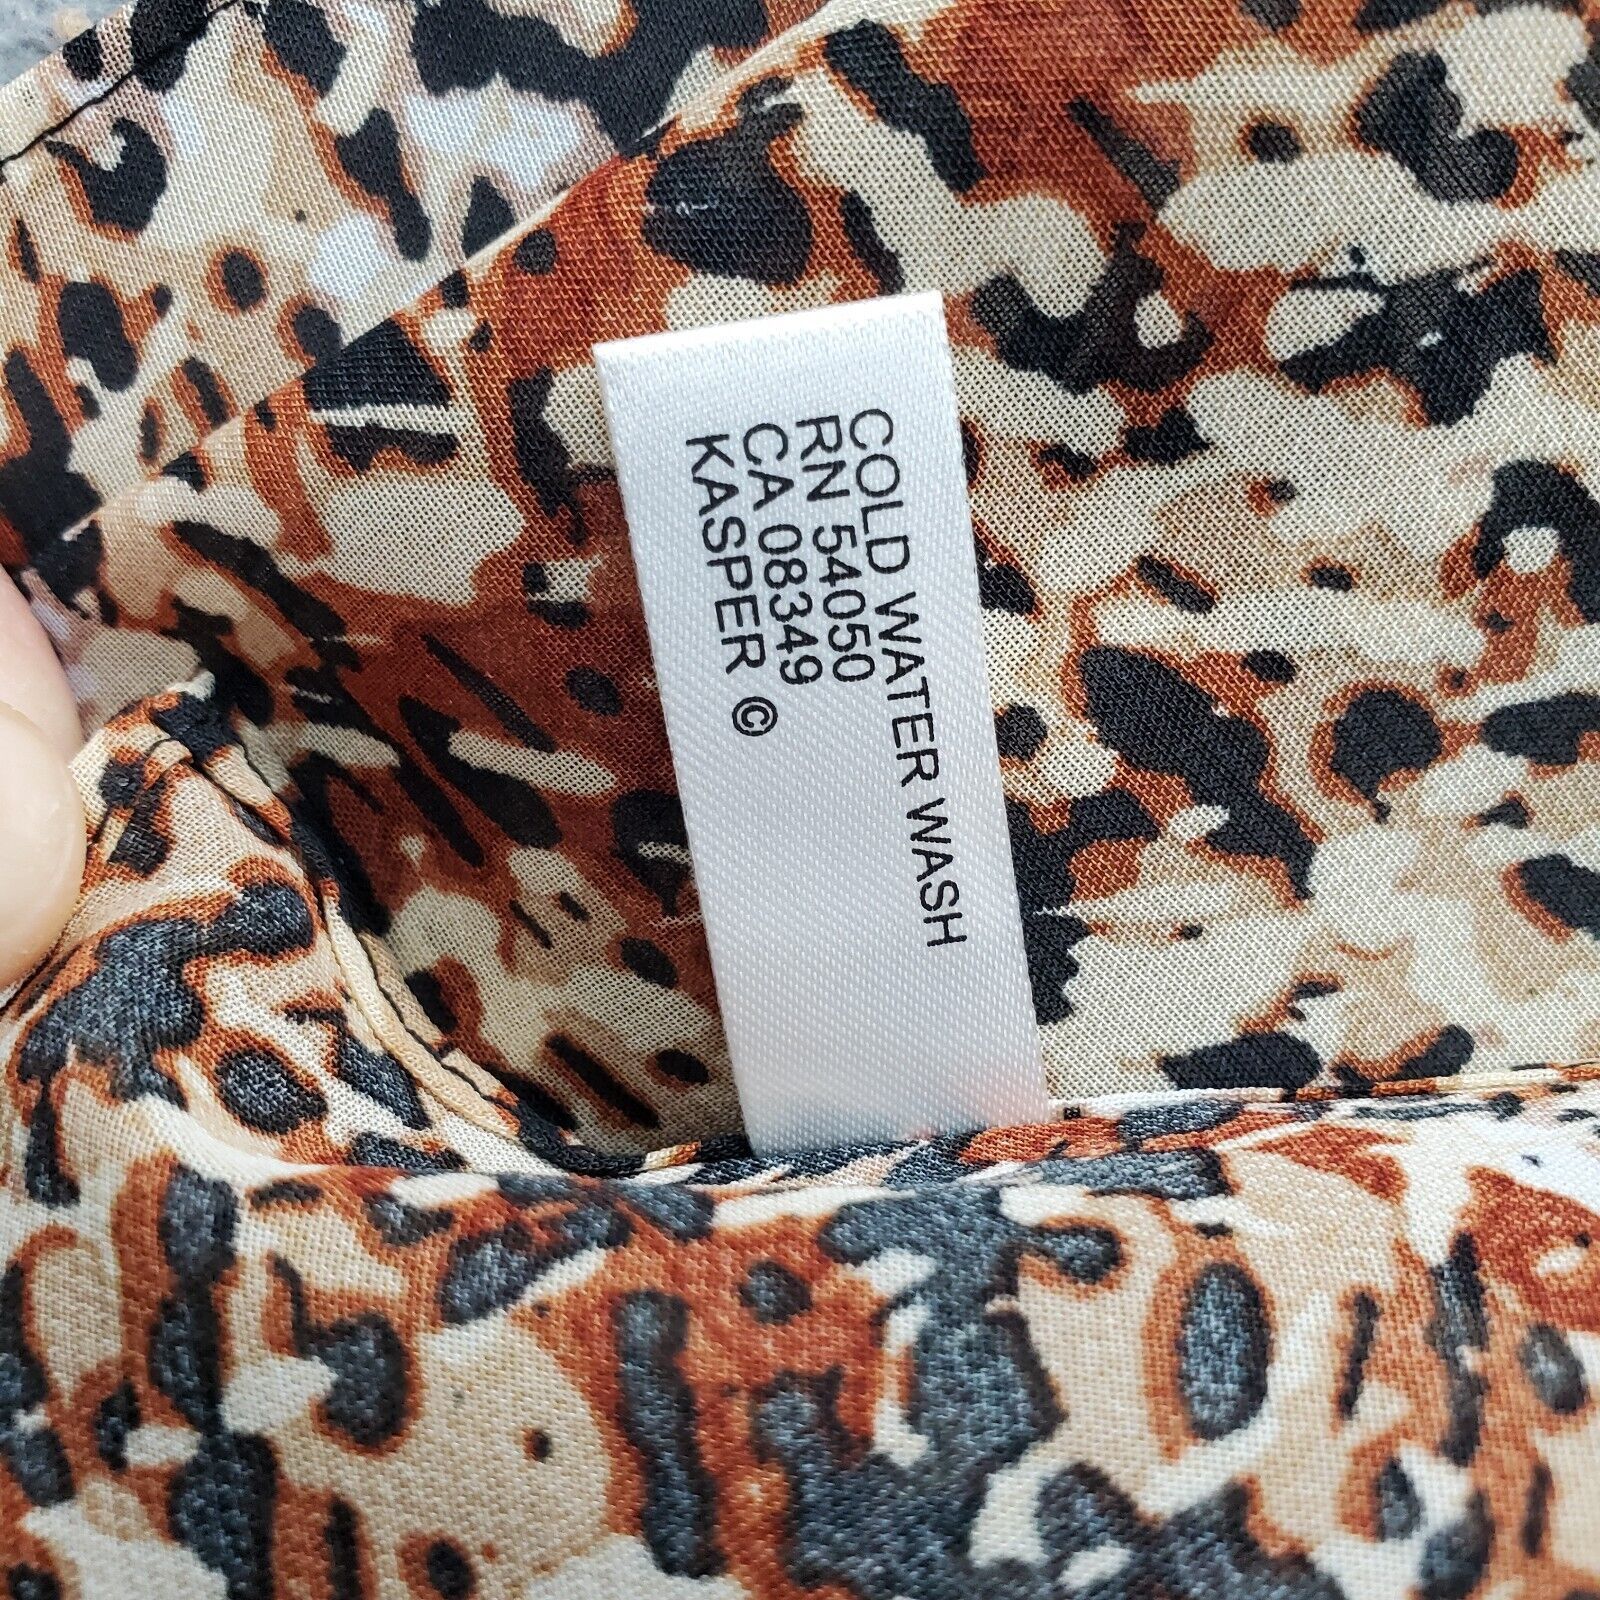 COLD WATER WASH
RN 54050
CA 08349
KASPER ©